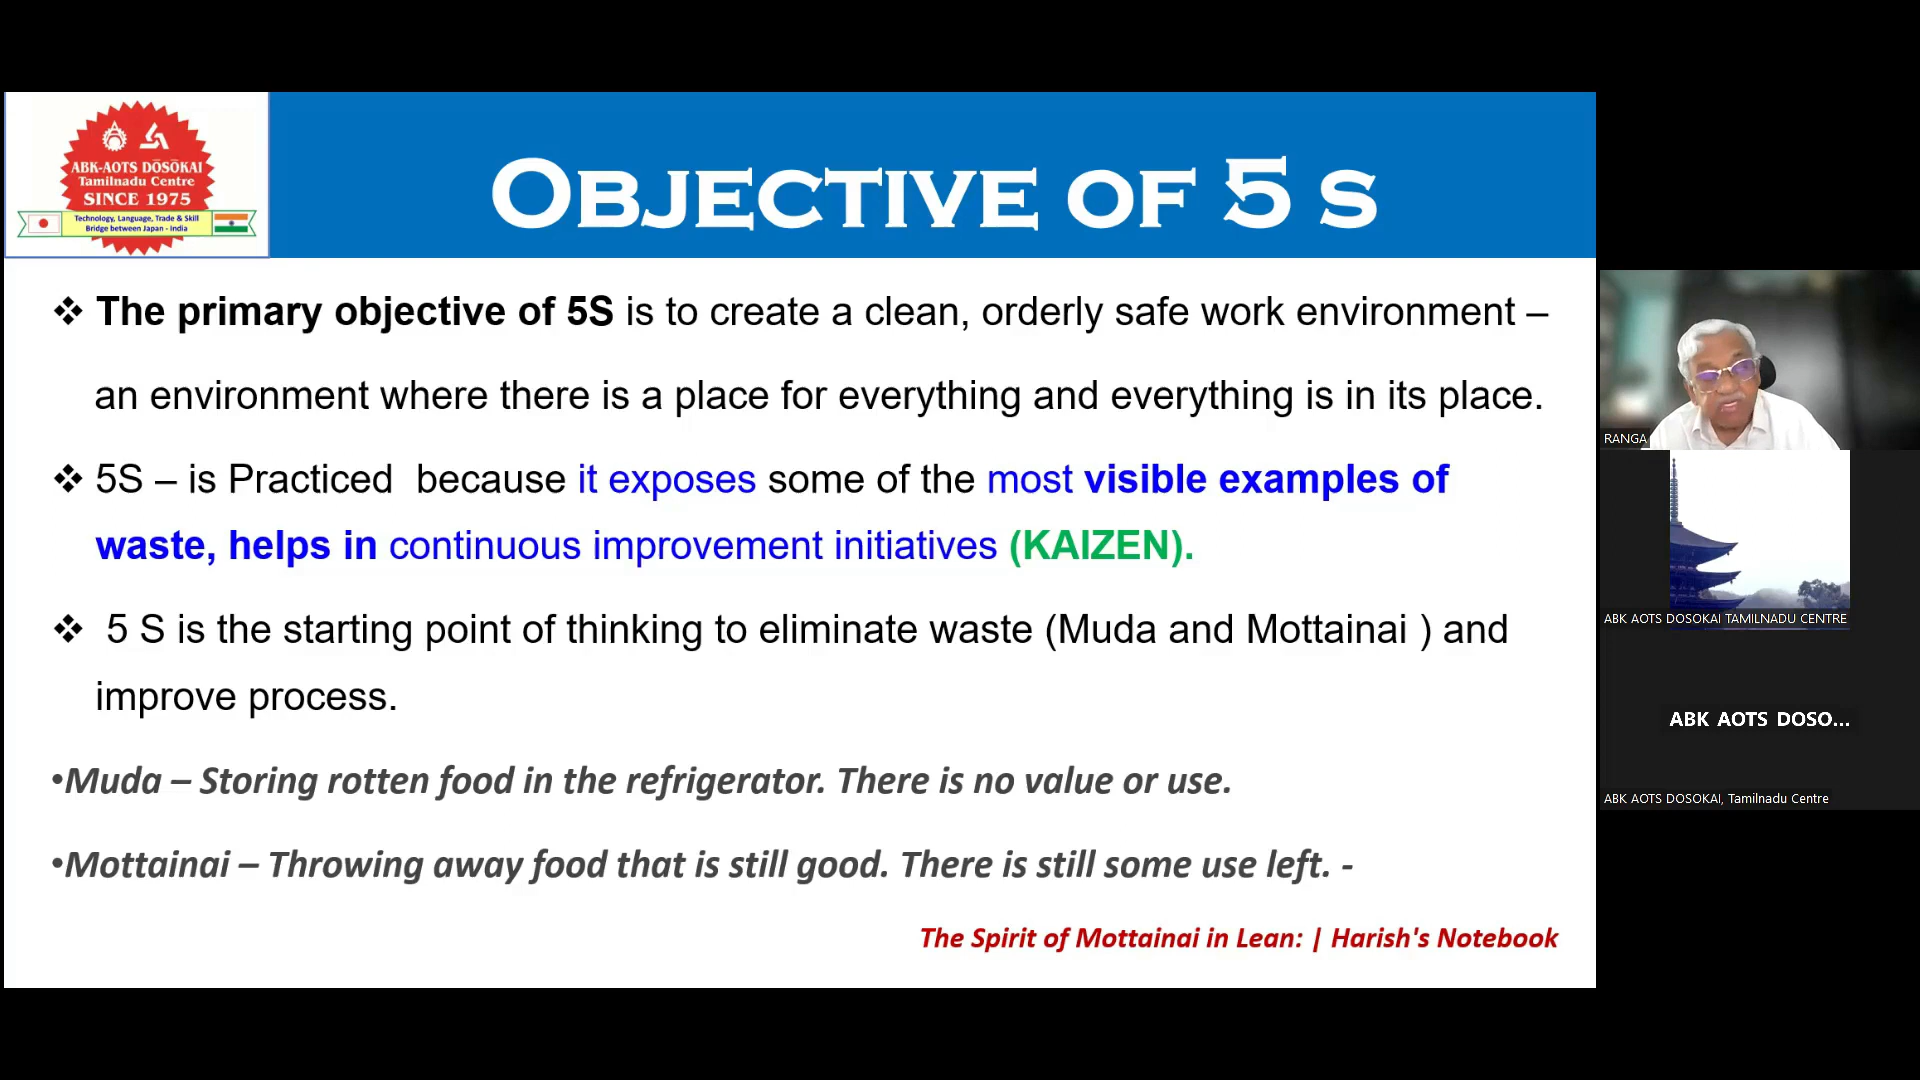 ABK-AOTS DŌSŌKAI
Tamilnadu Centre
SINCE 1975
Technology, Language, Trade & Skill
Bridge between Japan - India
OBJECTIVE OF 5 S
❖ The primary objective of 5S is to create a clean, orderly safe work environment –
an environment where there is a place for everything and everything is in its place.
❖ 5S – is Practiced because it exposes some of the most visible examples of
waste, helps in continuous improvement initiatives (KAIZEN).
❖ 5 S is the starting point of thinking to eliminate waste (Muda and Mottainai ) and
improve process.
•Muda – Storing rotten food in the refrigerator. There is no value or use.
•Mottainai – Throwing away food that is still good. There is still some use left. -
The Spirit of Mottainai in Lean: | Harish's Notebook
RANGA
ABK AOTS DOSOKAI TAMILNADU CENTRE
ABK AOTS DOSO...
ABK AOTS DOSOKAI, Tamilnadu Centre